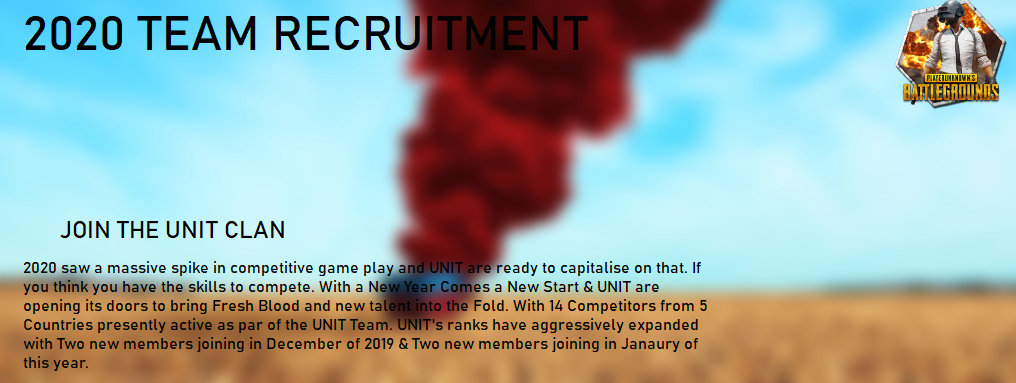 2020 TEAM RECRUITMENT
PLAYERUNKNOWN'S
BATTLEGROUNDS
JOIN THE UNIT CLAN
2020 saw a massive spike in competitive game play and UNIT are ready to capitalise on that. If
you think you have the skills to compete. With a New Year Comes a New Start & UNIT are
opening its doors to bring Fresh Blood and new talent into the Fold. With 14 Competitors from 5
Countries presently active as par of the UNIT Team. UNIT's ranks have aggressively expanded
with Two new members joining in December of 2019 & Two new members joining in Janaury of
this year.